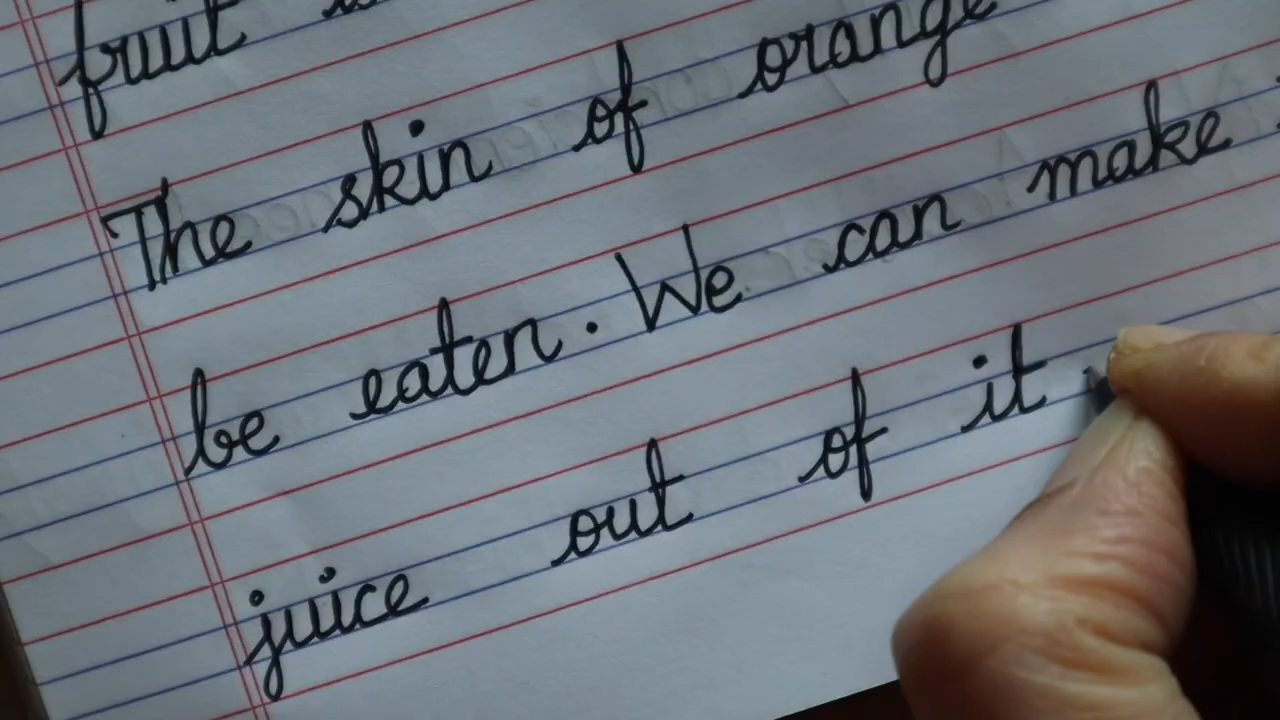 fruit
The skin of orange
be eaten. We can make
juice out of it